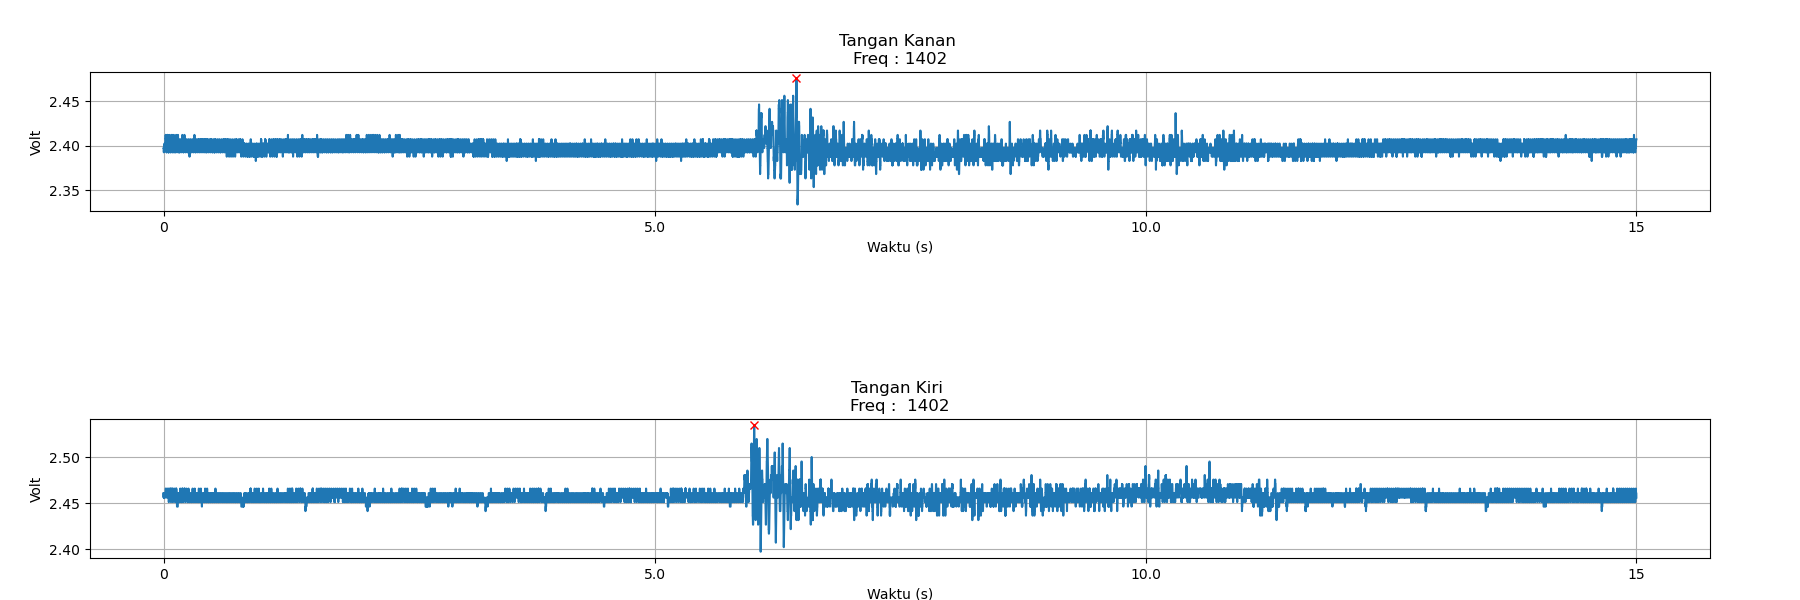 Tangan Kanan
Freq : 1402
Volt
2.45
2.40
2.35
0 5.0 10.0 15
Waktu (s)
Tangan Kiri
Freq :  1402
Volt
2.50
2.45
2.40
0 5.0 10.0 15
Waktu (s)